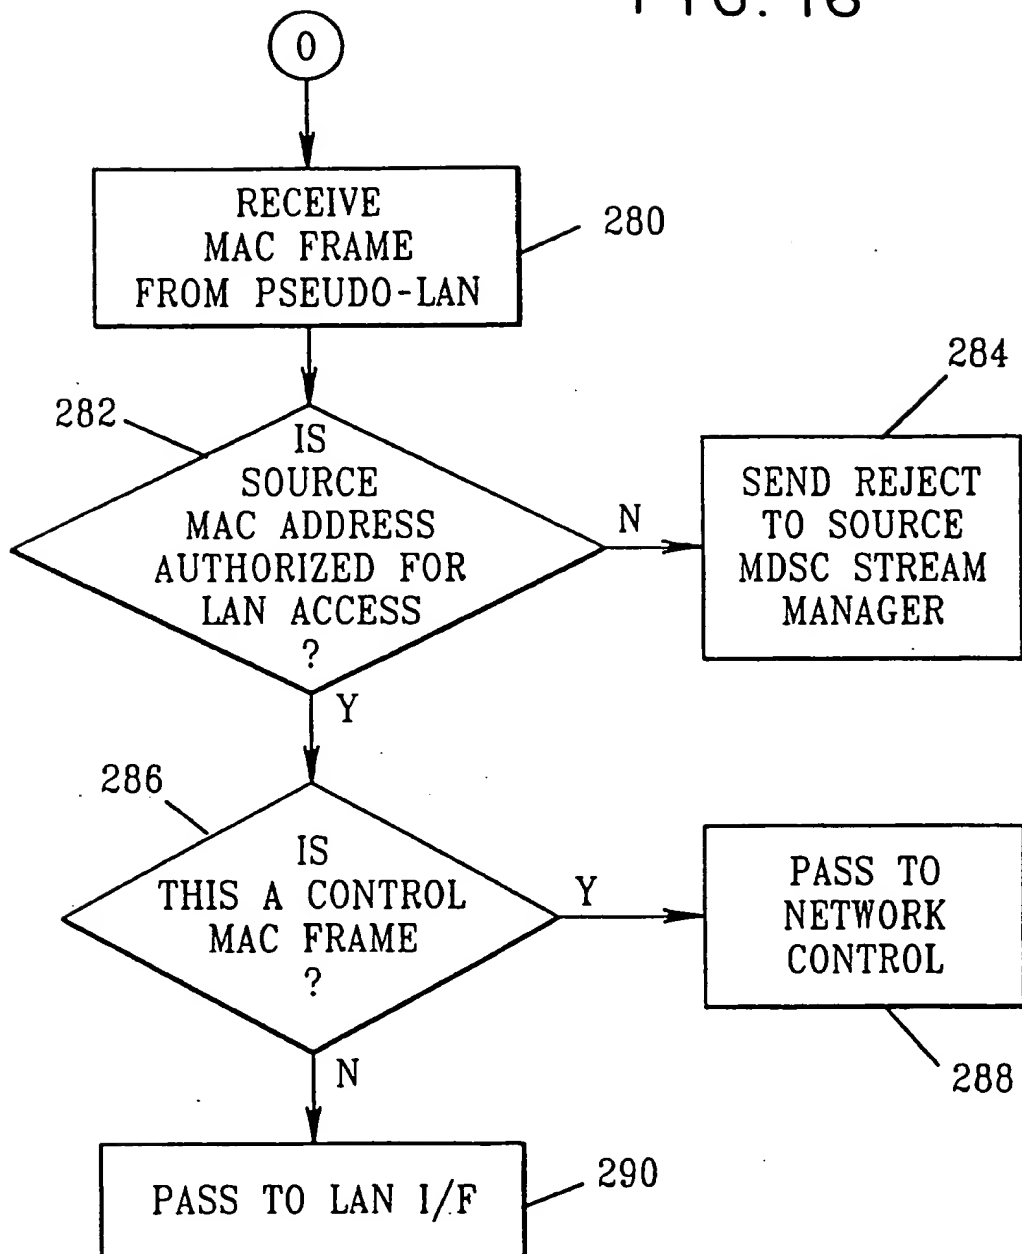 FIG. 16
O
RECEIVE
MAC FRAME
FROM PSEUDO-LAN
280
282
IS
SOURCE
MAC ADDRESS
AUTHORIZED FOR
LAN ACCESS
?
N
284
SEND REJECT
TO SOURCE
MDSC STREAM
MANAGER
Y
286
IS
THIS A CONTROL
MAC FRAME
?
Y
PASS TO
NETWORK
CONTROL
288
N
PASS TO LAN I/F
290